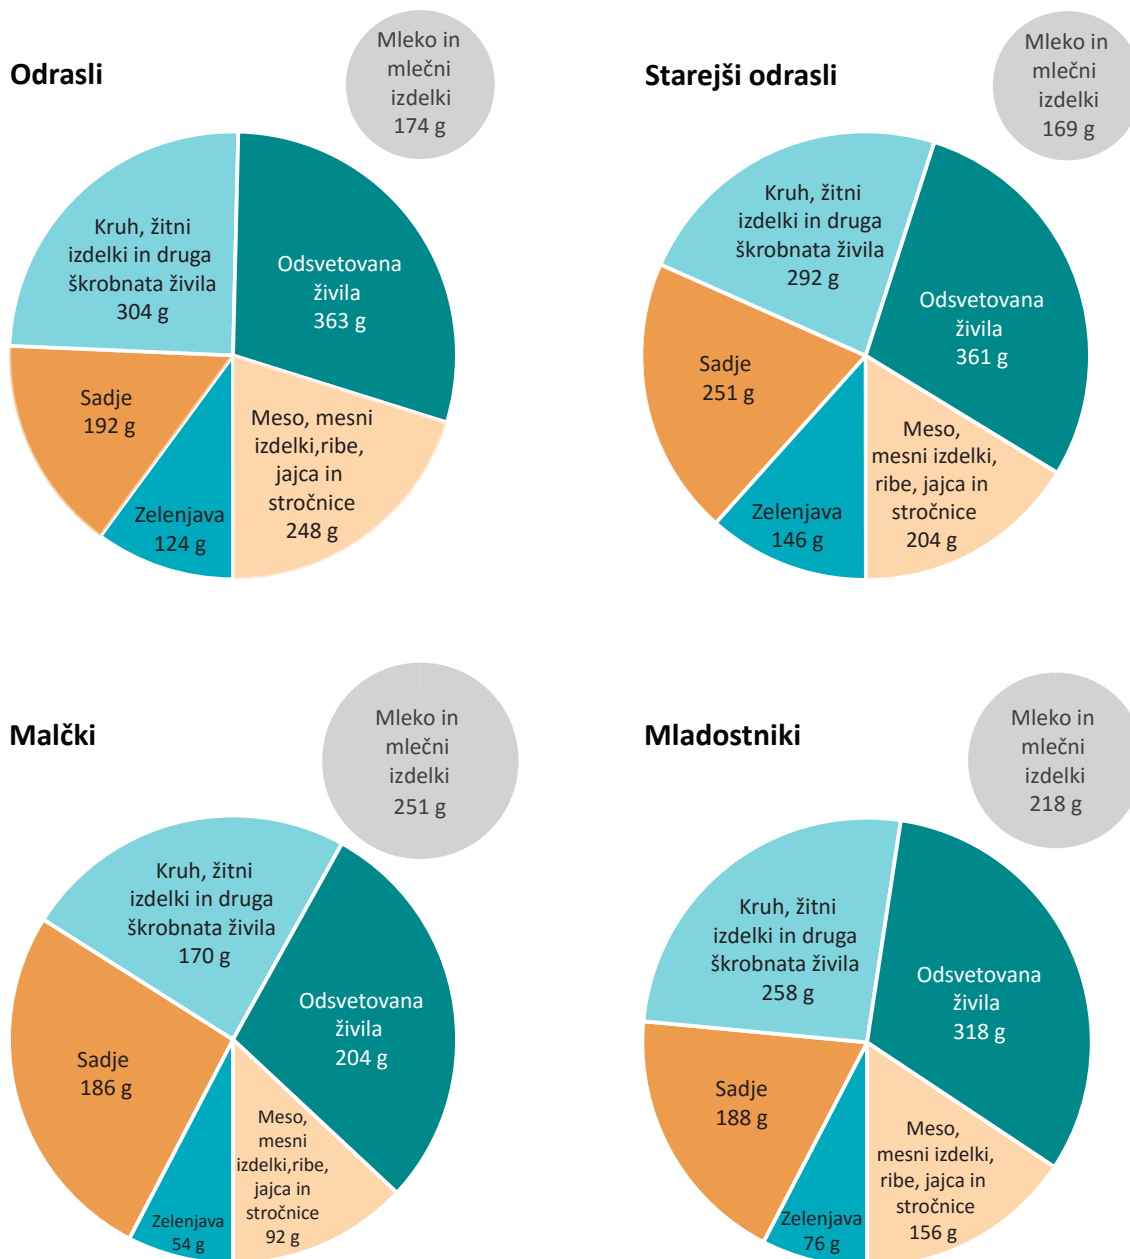 Odrasli
Mleko in
mlečni
izdelki
174 g
Kruh, žitni
izdelki in druga
škrobnata živila
304 g
Odsvetovana
živila
363 g
Sadje
192 g
Meso, mesni
izdelki,ribe,
jajca in
stročnice
248 g
Zelenjava
124 g
Starejši odrasli
Mleko in
mlečni
izdelki
169 g
Kruh, žitni
izdelki in druga
škrobnata živila
292 g
Odsvetovana
živila
361 g
Sadje
251 g
Meso,
mesni izdelki,
ribe, jajca in
stročnice
204 g
Zelenjava
146 g
Malčki
Mleko in
mlečni
izdelki
251 g
Kruh, žitni
izdelki in druga
škrobnata živila
170 g
Odsvetovana
živila
204 g
Sadje
186 g
Meso,
mesni
izdelki,ribe,
jajca in
stročnice
92 g
Zelenjava
54 g
Mladostniki
Mleko in
mlečni
izdelki
218 g
Kruh, žitni
izdelki in druga
škrobnata živila
258 g
Odsvetovana
živila
318 g
Sadje
188 g
Meso,
mesni izdelki,
ribe, jajca in
stročnice
156 g
Zelenjava
76 g